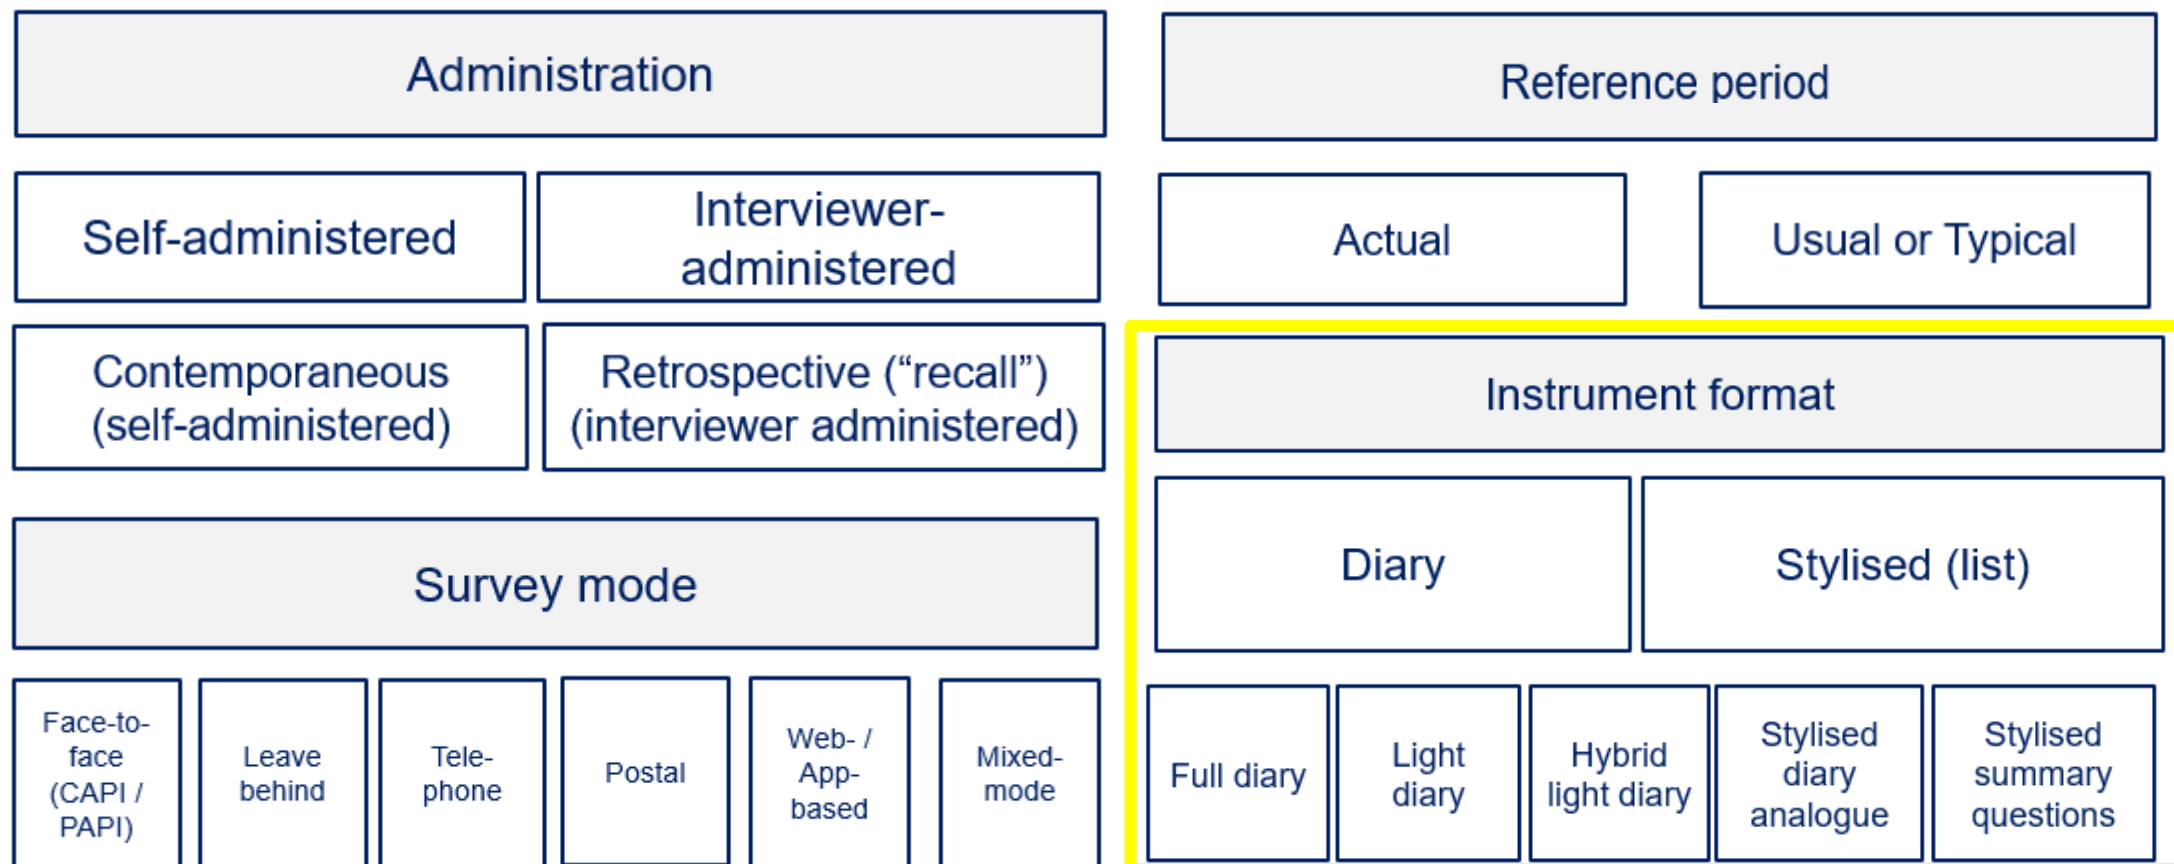 Administration
Self-administered
Interviewer-
administered
Contemporaneous
(self-administered)
Retrospective (“recall”)
(interviewer administered)
Survey mode
Face-to-
face
(CAPI /
PAPI)
Leave
behind
Tele-
phone
Postal
Web- /
App-
based
Mixed-
mode
Reference period
Actual
Usual or Typical
Instrument format
Diary
Stylised (list)
Full diary
Light
diary
Hybrid
light diary
Stylised
diary
analogue
Stylised
summary
questions